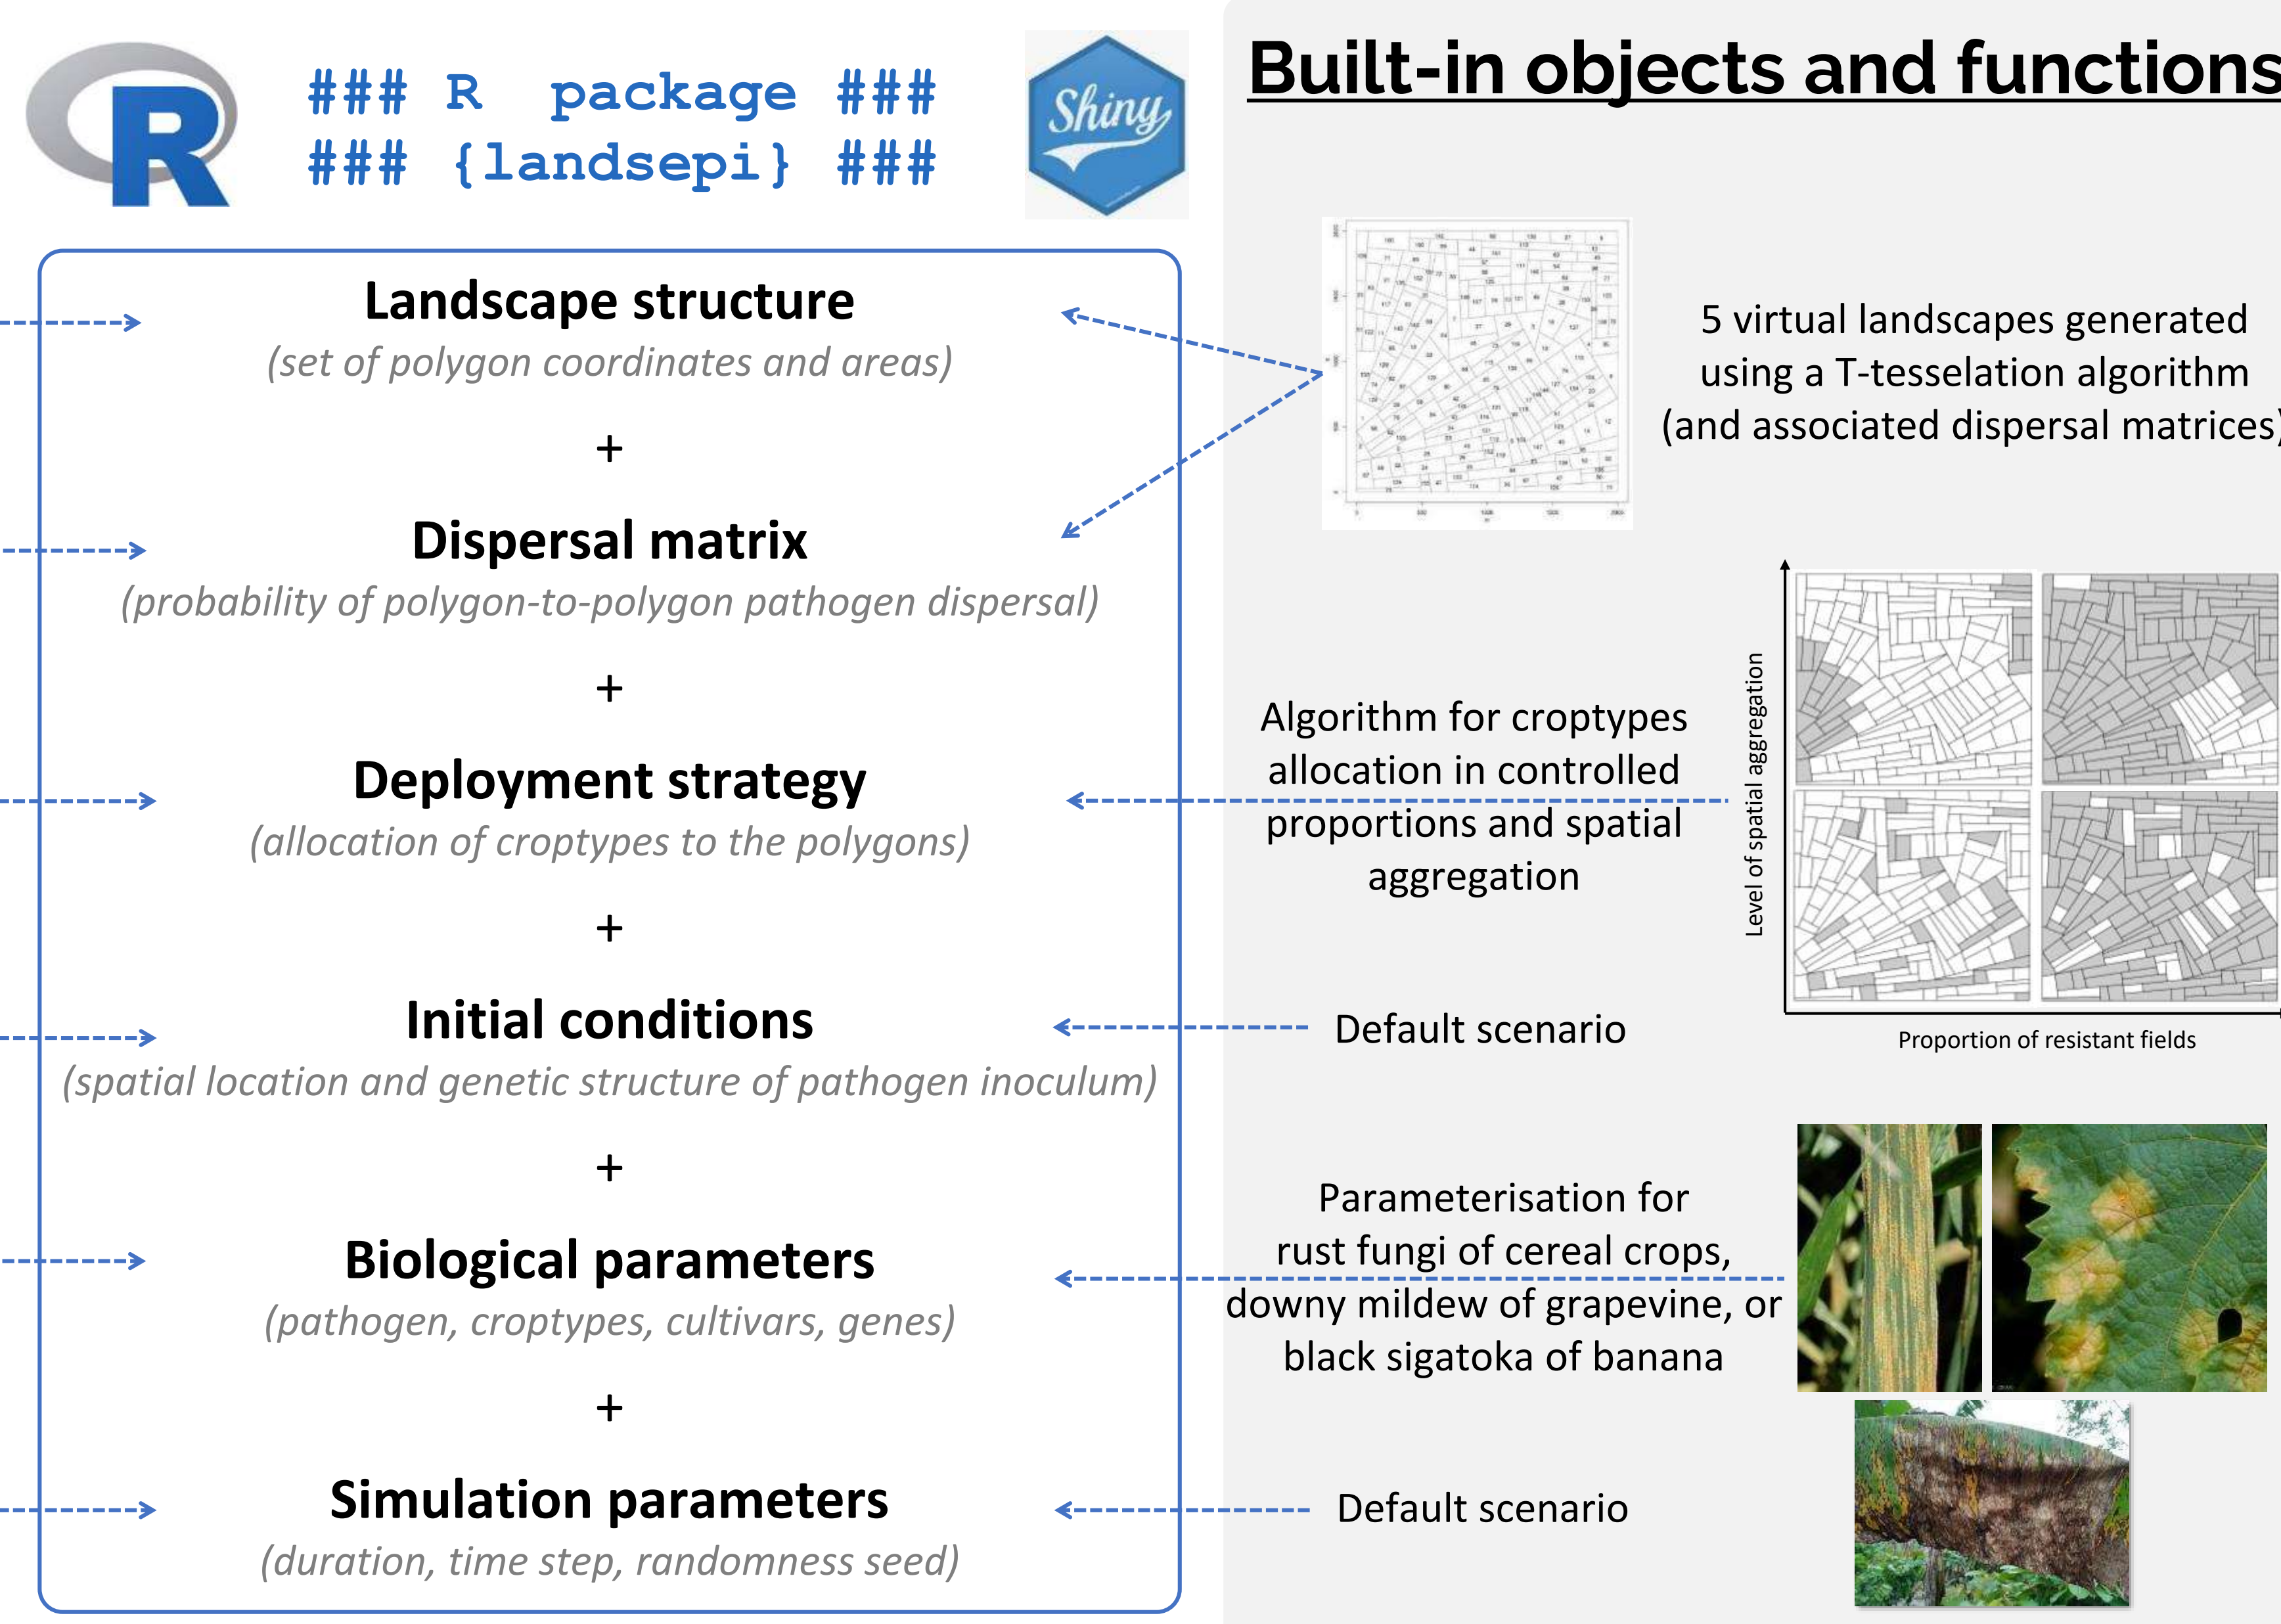 ### R package ###
### {landsepi} ###
Shiny
Built-in objects and functions
Landscape structure
(set of polygon coordinates and areas)
+
Dispersal matrix
(probability of polygon-to-polygon pathogen dispersal)
+
Deployment strategy
(allocation of croptypes to the polygons)
+
Initial conditions
(spatial location and genetic structure of pathogen inoculum)
+
Biological parameters
(pathogen, croptypes, cultivars, genes)
+
Simulation parameters
(duration, time step, randomness seed)
5 virtual landscapes generated
using a T-tesselation algorithm
(and associated dispersal matrices)
Algorithm for croptypes
allocation in controlled
proportions and spatial
aggregation
Level of spatial aggregation
Proportion of resistant fields
Default scenario
Parameterisation for
rust fungi of cereal crops,
downy mildew of grapevine, or
black sigatoka of banana
Default scenario